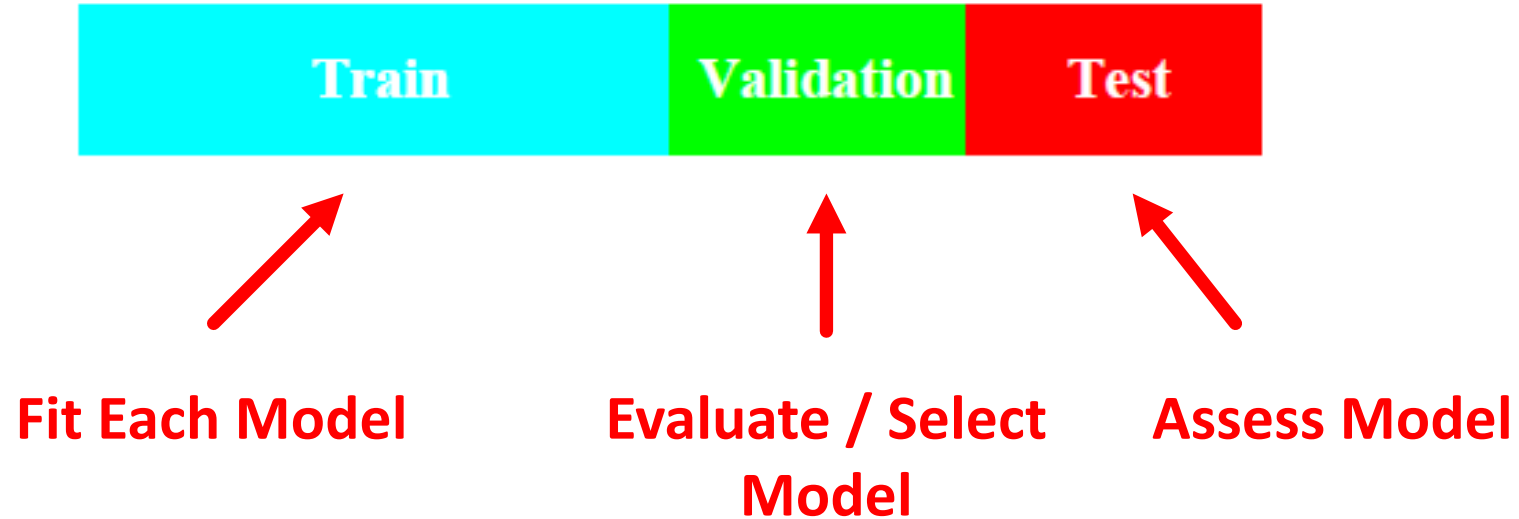 Train Validation Test
Fit Each Model
Evaluate / Select
Model
Assess Model